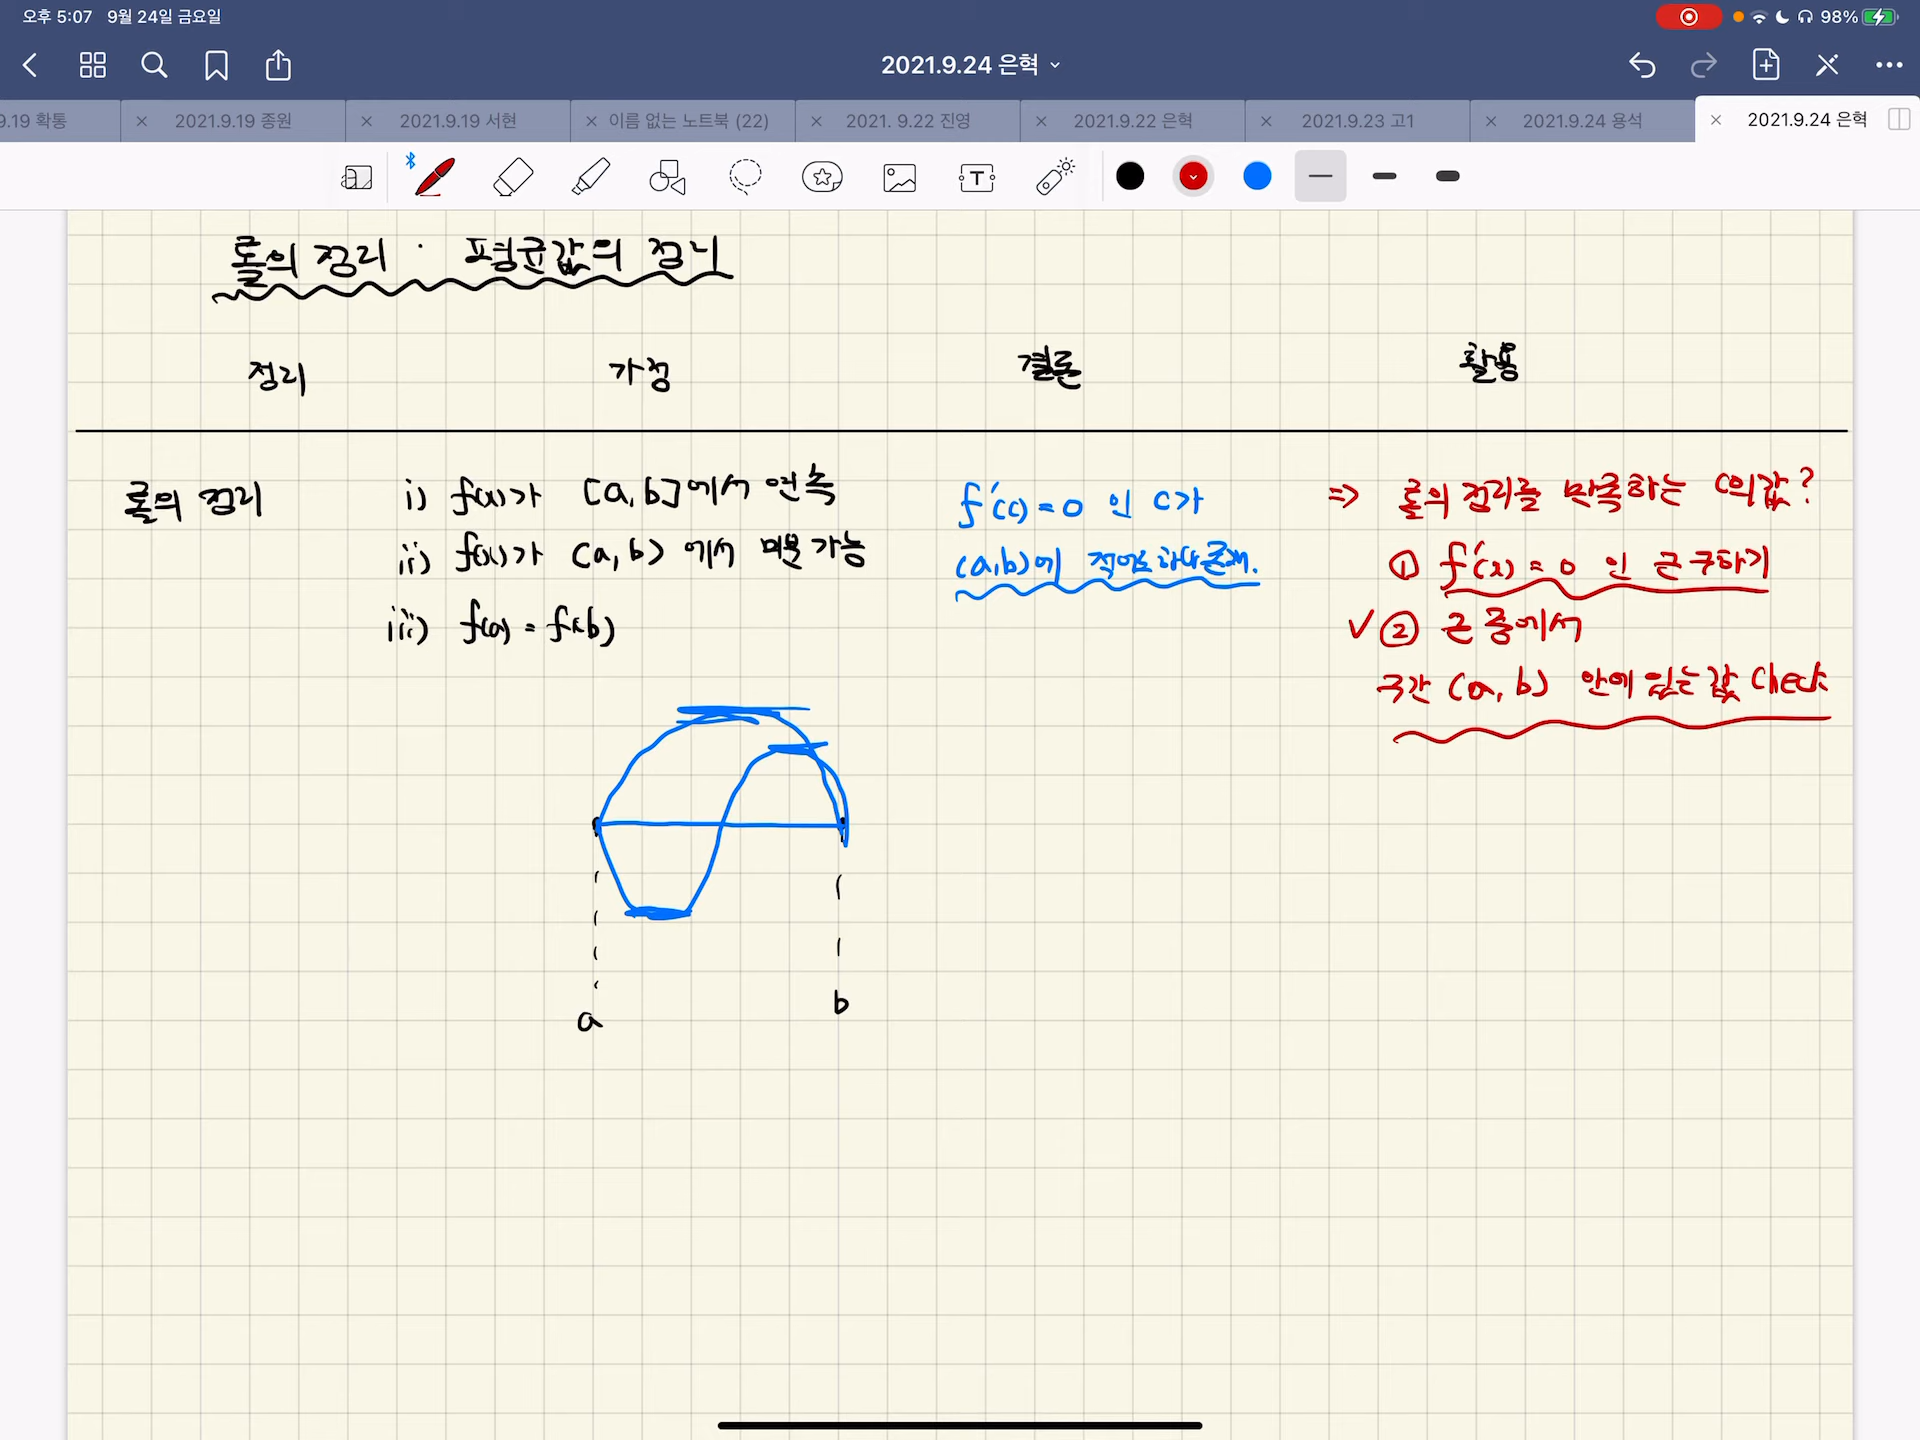 오후 5:07 9월 24일 금요일
98%
2021.9.24 은혁
9.19 확통
2021.9.19 종원
2021.9.19 서현
이름 없는 노트북 (22)
2021. 9.22 진영
2021.9.22 은혁
2021.9.23 고1
2021.9.24 용석
2021.9.24 은혁
롤의 정리 · 평균값의 정리
정리 가정 결론 활용
롤의 정리
i) f(x)가 [a, b]에서 연속
ii) f(x)가 (a, b) 에서 미분가능
iii) f(a) = f(b)
f'(c) = 0 인 c가
(a,b)에 적어도 하나 존재.
⇒ 롤의 정리를 만족하는 c의 값?
① f'(x) = 0 인 근 구하기
✓ ② 근 중에서
구간 (a, b) 안에 있는 값 check
a
b